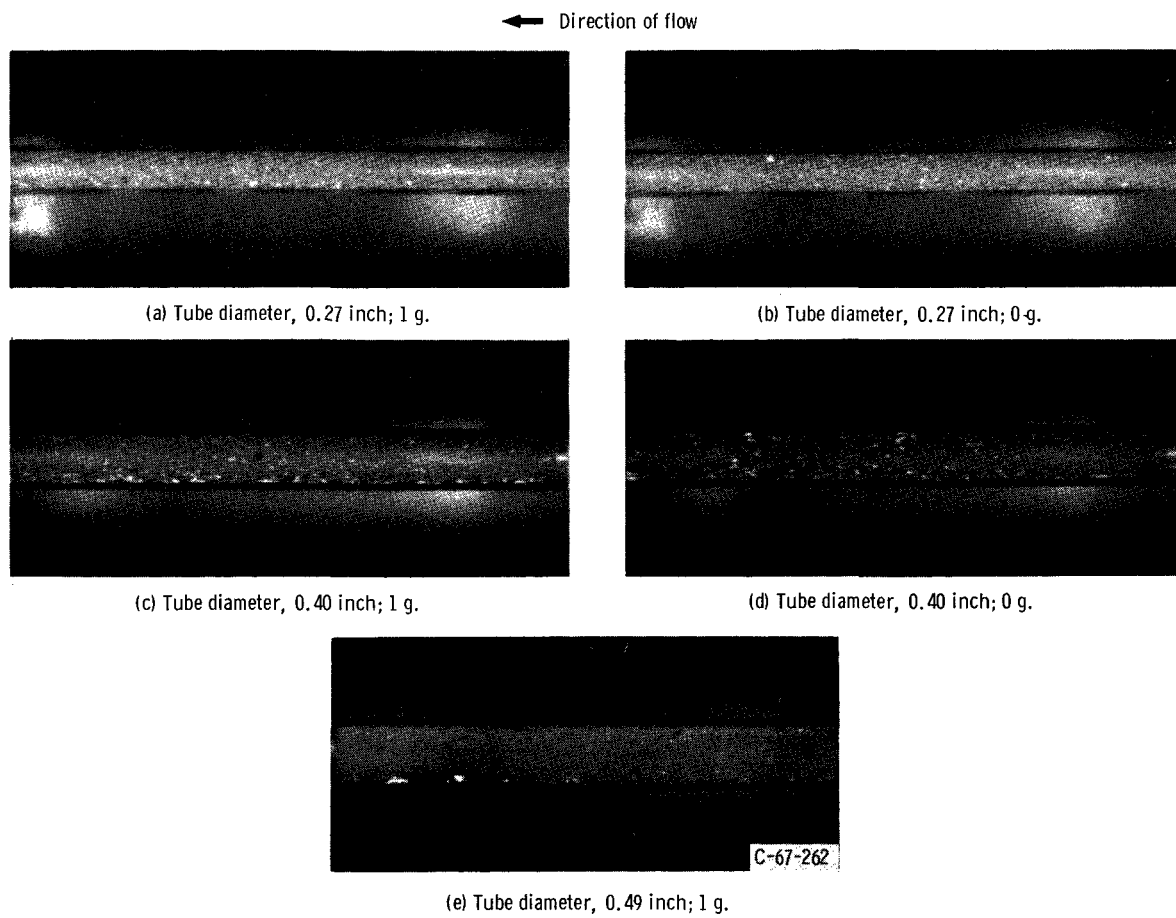 Direction of flow
(a) Tube diameter, 0.27 inch; 1 g.
(b) Tube diameter, 0.27 inch; 0-g.
(c) Tube diameter, 0.40 inch; 1 g.
(d) Tube diameter, 0.40 inch; 0 g.
C-67-262
(e) Tube diameter, 0.49 inch; 1 g.